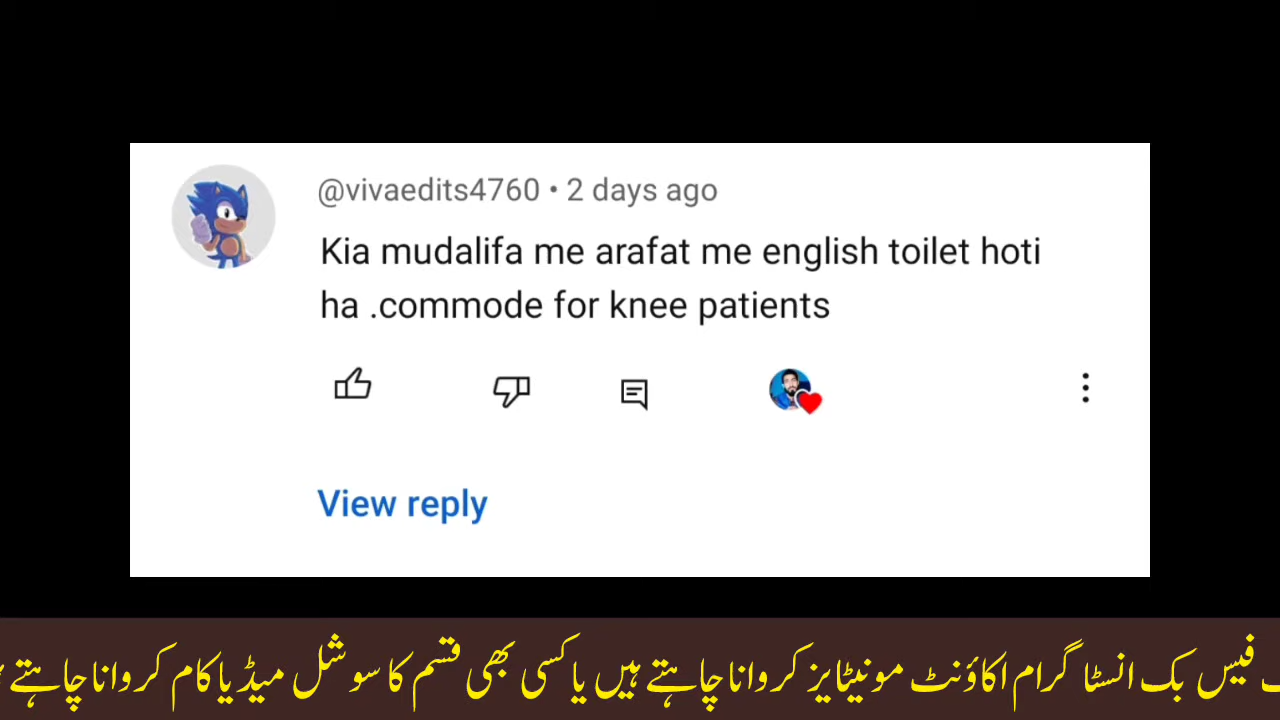 @vivaedits4760 • 2 days ago
Kia mudalifa me arafat me english toilet hoti
ha .commode for knee patients
View reply
فیس بک انسٹا گرام اکاؤنٹ مونیٹایز کروانا چاہتے ہیں یا کسی بھی قسم کا سوشل میڈیا کام کروانا چاہتے